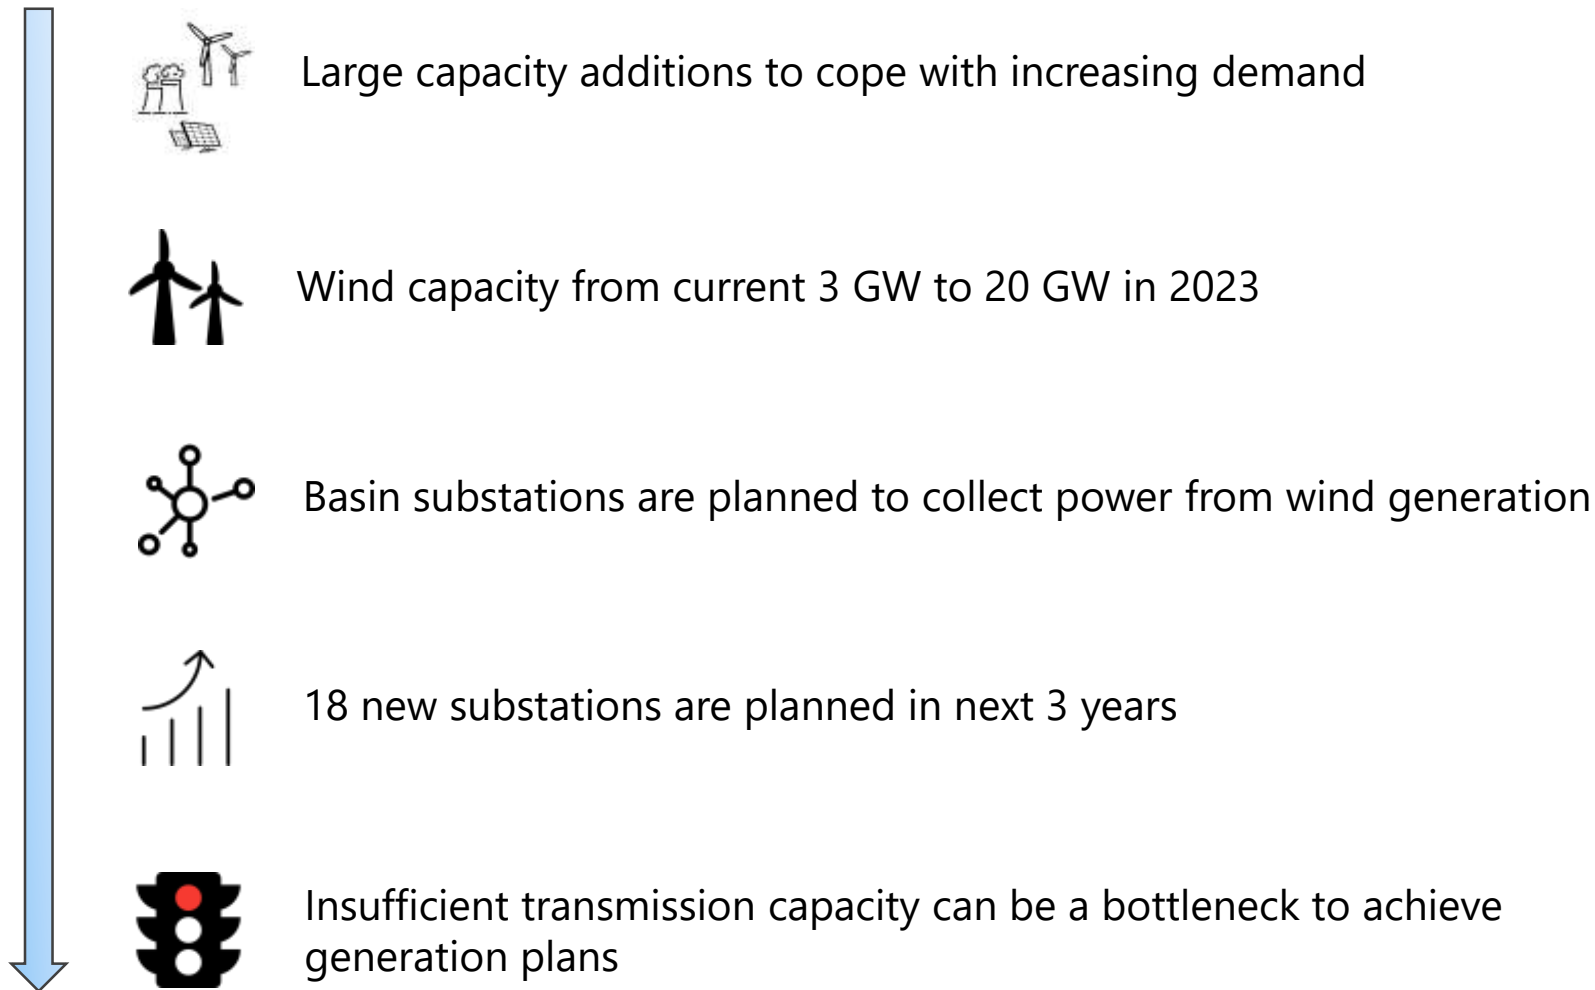 Large capacity additions to cope with increasing demand
Wind capacity from current 3 GW to 20 GW in 2023
Basin substations are planned to collect power from wind generation
18 new substations are planned in next 3 years
Insufficient transmission capacity can be a bottleneck to achieve
generation plans